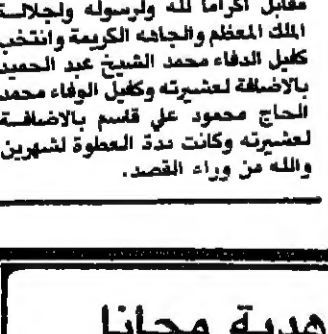 مقابل اكراما لله ولرسوله ولجلالة
الملك المعظم والجاهه الكريمة وانتخب
كفيل الدفاء محمد الشيخ عبد الحميد
بالاضافة لعشيرته وكفيل الوفاء محمد
الحاج محمود علي قاسم بالاضافة
لعشيرته وكانت مدة العطوة لشهرين
والله من وراء القصد.
هدية مجانا